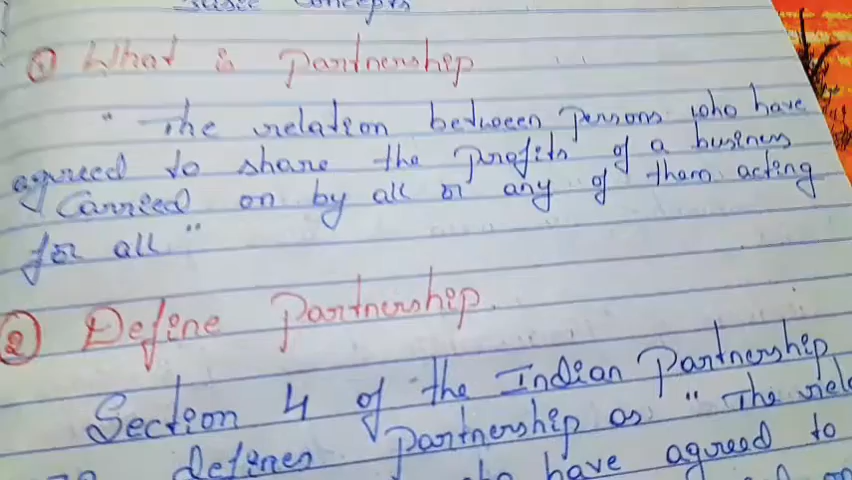 Basic Concepts
① What is Partnership
" The relation between Persons who have
agreed to share the Profits of a business
Carried on by all or any of them acting
for all "
② Define Partnership.
Section 4 of the Indian Partnership
defines Partnership as " The
have agreed to